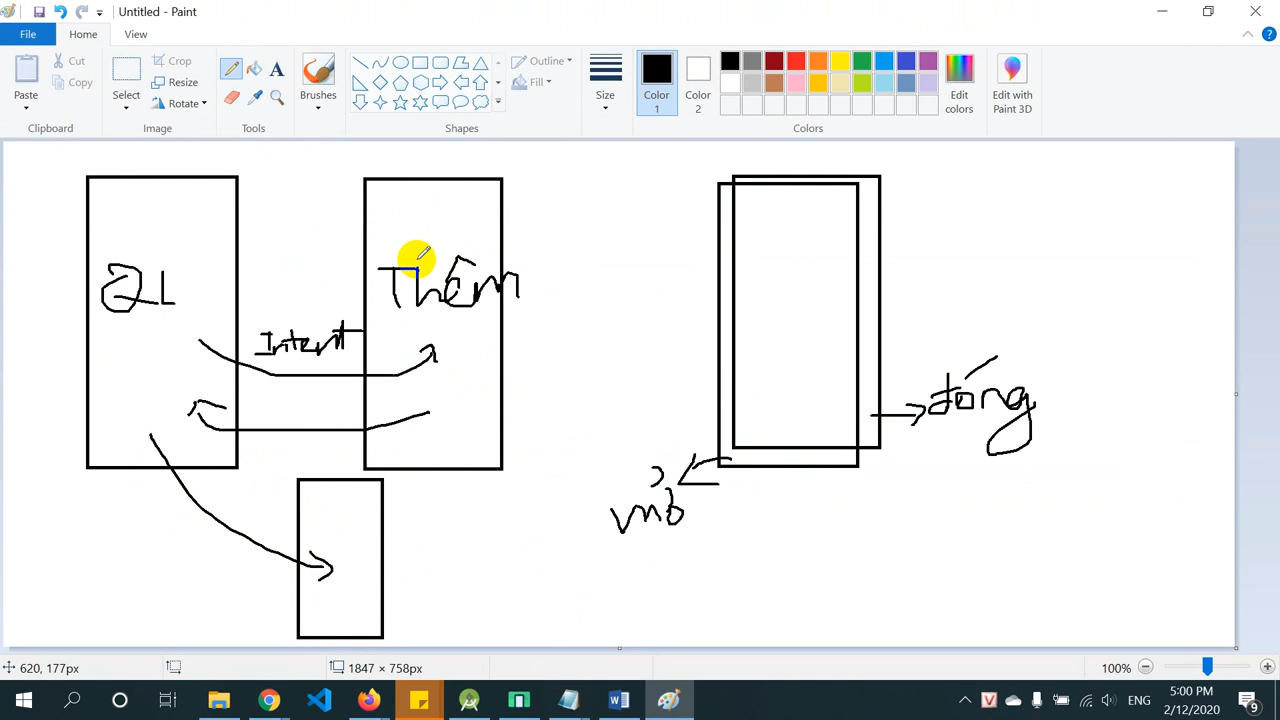 Untitled - Paint
File Home View
Paste
Cut
Copy
Clipboard
Select
Crop
Resize
Rotate
Image
Tools
Brushes
Shapes
Outline
Fill
Size
Color 1
Color 2
Edit colors
Colors
Edit with Paint 3D
QL
Thêm
Intent
đóng
mở
620, 177px
1847 × 758px
100%
ENG
5:00 PM
2/12/2020
9